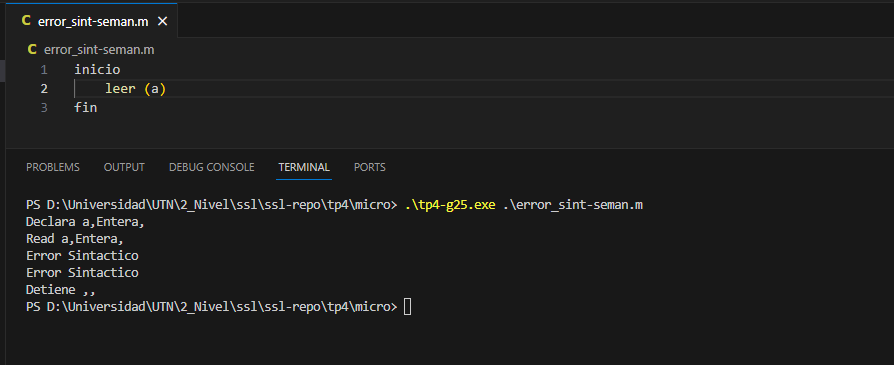 C error_sint-seman.m ×
C error_sint-seman.m
1 inicio
2 leer (a)
3 fin
PROBLEMS OUTPUT DEBUG CONSOLE TERMINAL PORTS
PS D:\Universidad\UTN\2_Nivel\ssl\ssl-repo\tp4\micro> .\tp4-g25.exe .\error_sint-seman.m
Declara a,Entera,
Read a,Entera,
Error Sintactico
Error Sintactico
Detiene ,,
PS D:\Universidad\UTN\2_Nivel\ssl\ssl-repo\tp4\micro>